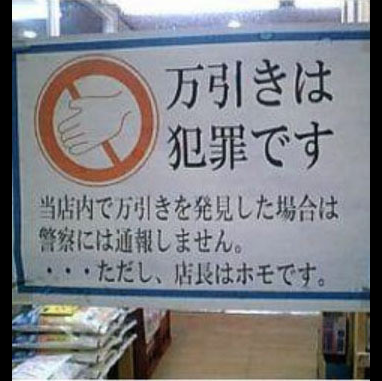 万引きは
犯罪です
当店内で万引きを発見した場合は
警察には通報しません。
・・・ただし、店長はホモです。